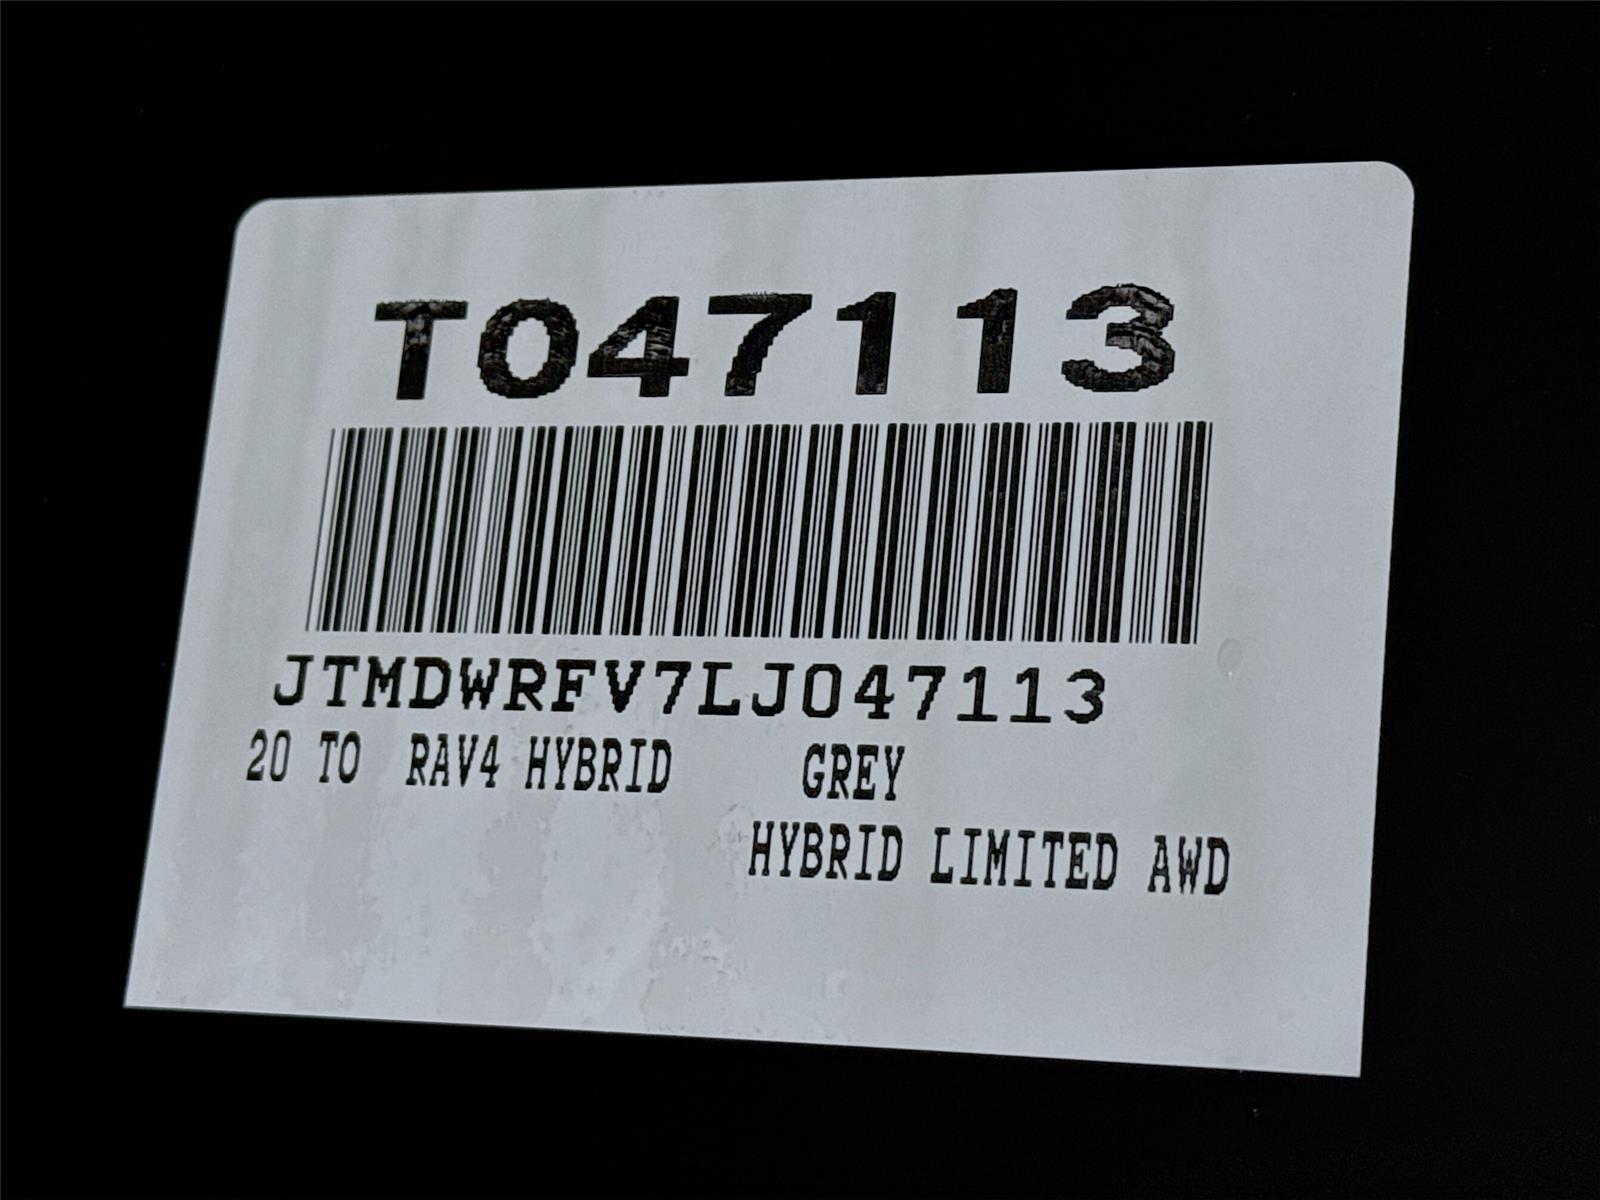 T047113
JTMDWRFV7LJ047113
20 TO RAV4 HYBRID GREY
HYBRID LIMITED AWD